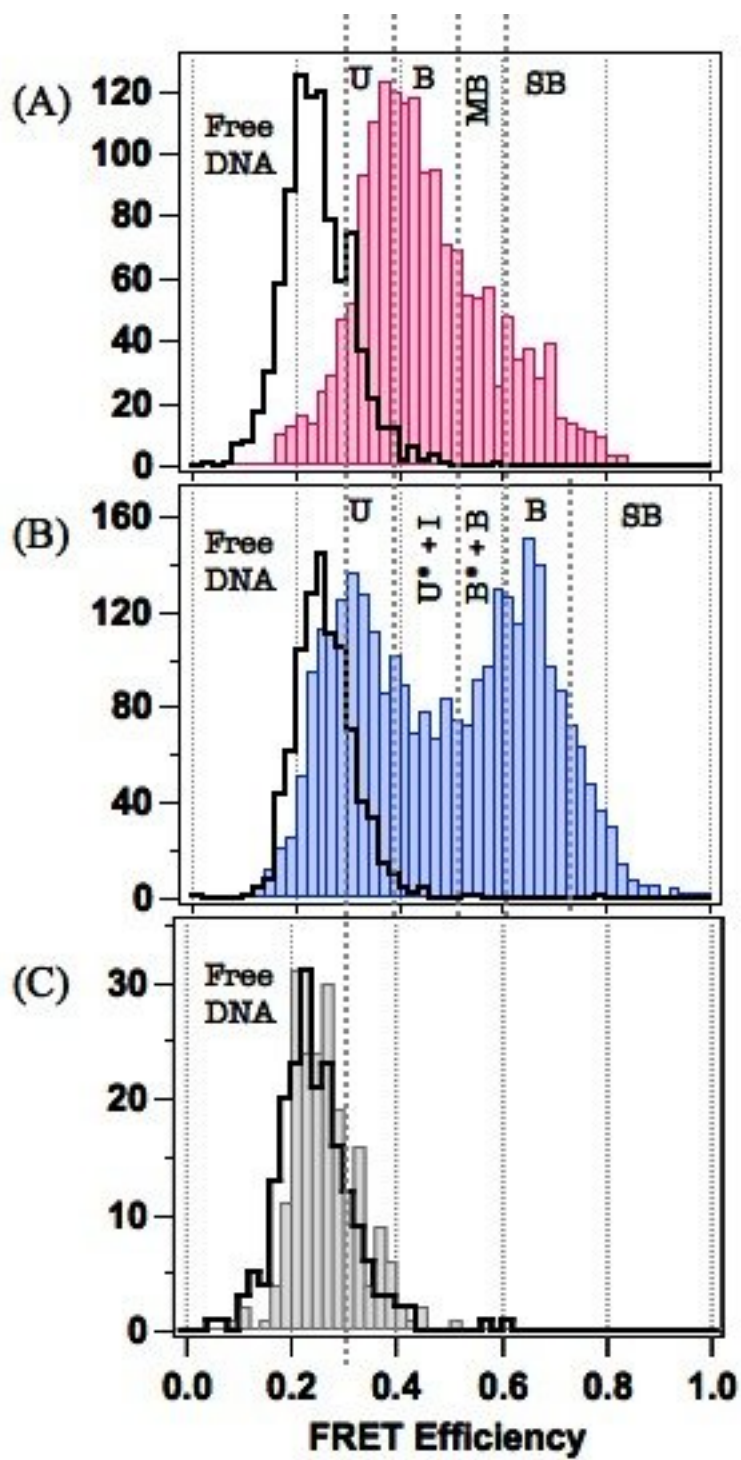 (A)
120
100
80
60
40
20
0
Free
DNA
U
B
MB
SB
(B)
160
120
80
40
0
Free
DNA
U
U• + I
B• + B
B
SB
(C)
30
20
10
0
Free
DNA
0.0 0.2 0.4 0.6 0.8 1.0
FRET Efficiency